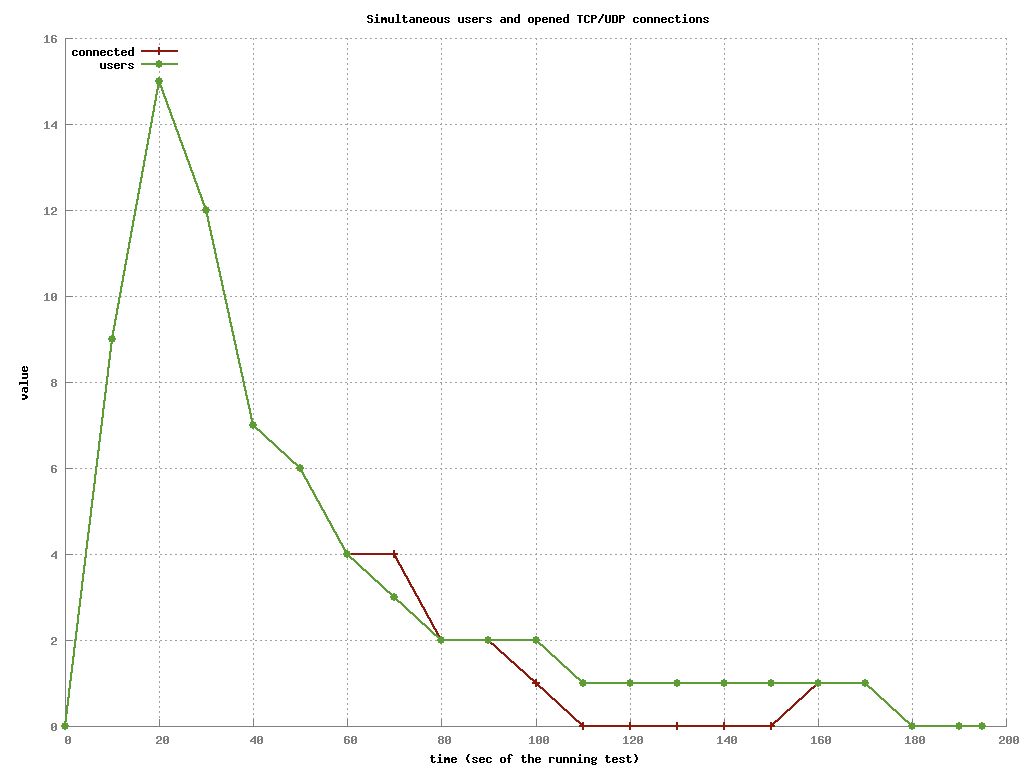 Simultaneous users and opened TCP/UDP connections
16
connected
users
14
12
10
8
value
6
4
2
0
0 20 40 60 80 100 120 140 160 180 200
time (sec of the running test)